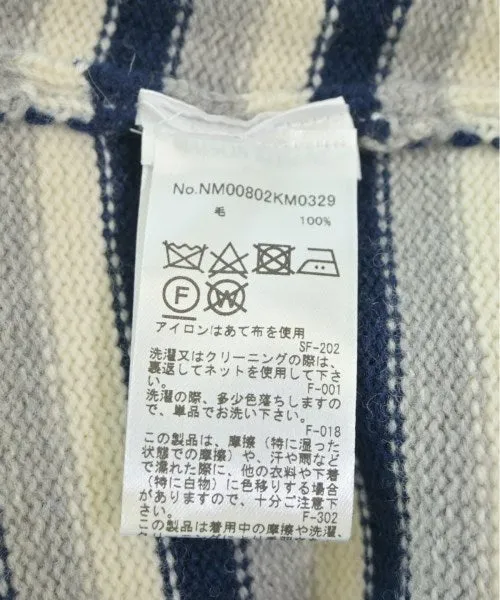 No.NM00802KM0329
毛 100%
F W
アイロンはあて布を使用
SF-202
洗濯又はクリーニングの際は、
裏返してネットを使用して下さ
い。 F-001
洗濯の際、多少色落ちしますの
で、単品でお洗い下さい。
F-018
この製品は、摩擦（特に湿った
状態での摩擦）や、汗や雨など
で濡れた際に、他の衣料や下着
（特に白物）に色移りする場合
がありますので、十分ご注意下
さい。 F-302
この製品は着用中の摩擦や洗濯、